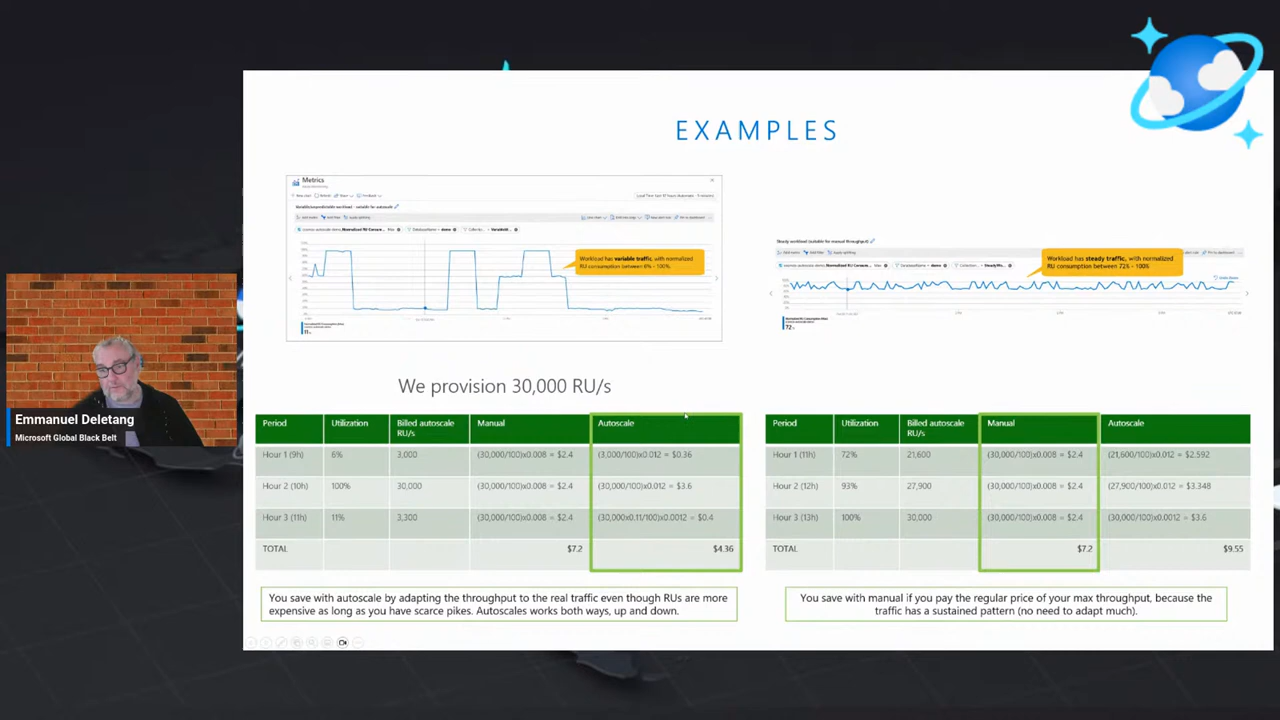 EXAMPLES
Metrics
Workload has variable traffic, with normalized
RU consumption between 6% - 100%.
11
Steady workload (suitable for manual throughput)
Workload has steady traffic, with normalized
RU consumption between 72% - 100%
72
We provision 30,000 RU/s
Period Utilization Billed autoscale RU/s Manual Autoscale
Hour 1 (9h) 6% 3,000 (30,000/100)x0.008 = $2.4 (3,000/100)x0.012 = $0.36
Hour 2 (10h) 100% 30,000 (30,000/100)x0.008 = $2.4 (30,000/100)x0.012 = $3.6
Hour 3 (11h) 11% 3,300 (30,000/100)x0.008 = $2.4 (30,000x0.11/100)x0.0012 = $0.4
TOTAL $7.2 $4.36
You save with autoscale by adapting the throughput to the real traffic even though RUs are more
expensive as long as you have scarce pikes. Autoscales works both ways, up and down.
Period Utilization Billed autoscale RU/s Manual Autoscale
Hour 1 (11h) 72% 21,600 (30,000/100)x0.008 = $2.4 (21,600/100)x0.012 = $2.592
Hour 2 (12h) 93% 27,900 (30,000/100)x0.008 = $2.4 (27,900/100)x0.012 = $3.348
Hour 3 (13h) 100% 30,000 (30,000/100)x0.008 = $2.4 (30,000/100)x0.0012 = $3.6
TOTAL $7.2 $9.55
You save with manual if you pay the regular price of your max throughput, because the
traffic has a sustained pattern (no need to adapt much).
Emmanuel Deletang
Microsoft Global Black Belt